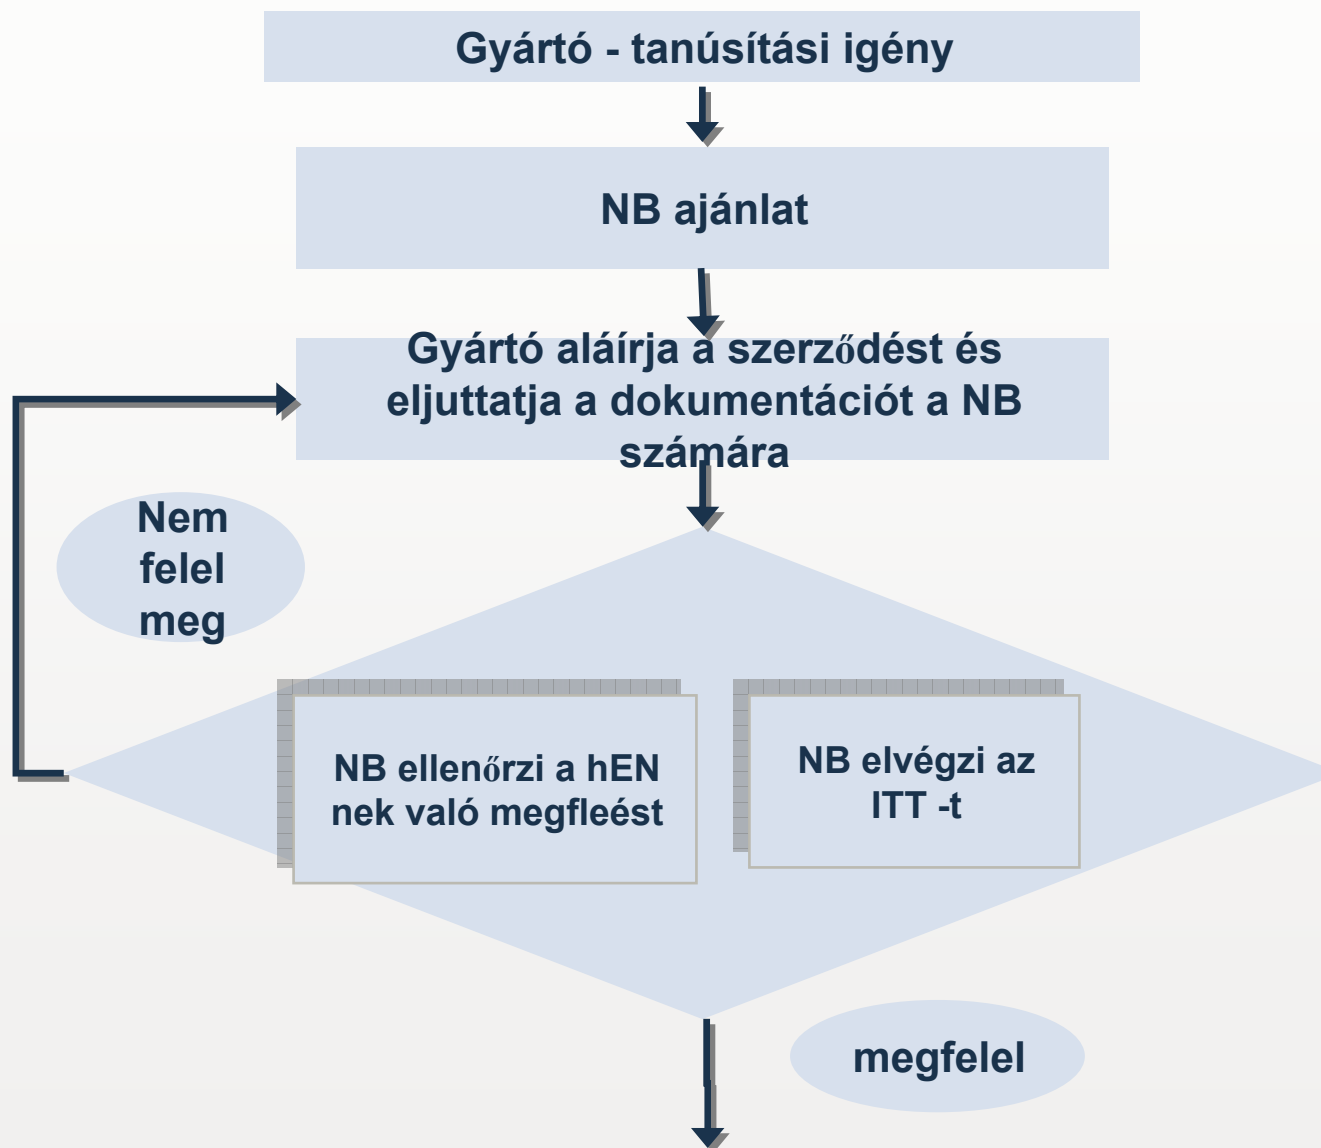 Gyártó - tanúsítási igény
NB ajánlat
Gyártó aláírja a szerződést és
eljuttatja a dokumentációt a NB
számára
Nem
felel
meg
NB ellenőrzi a hEN
nek való megfleést
NB elvégzi az
ITT -t
megfelel